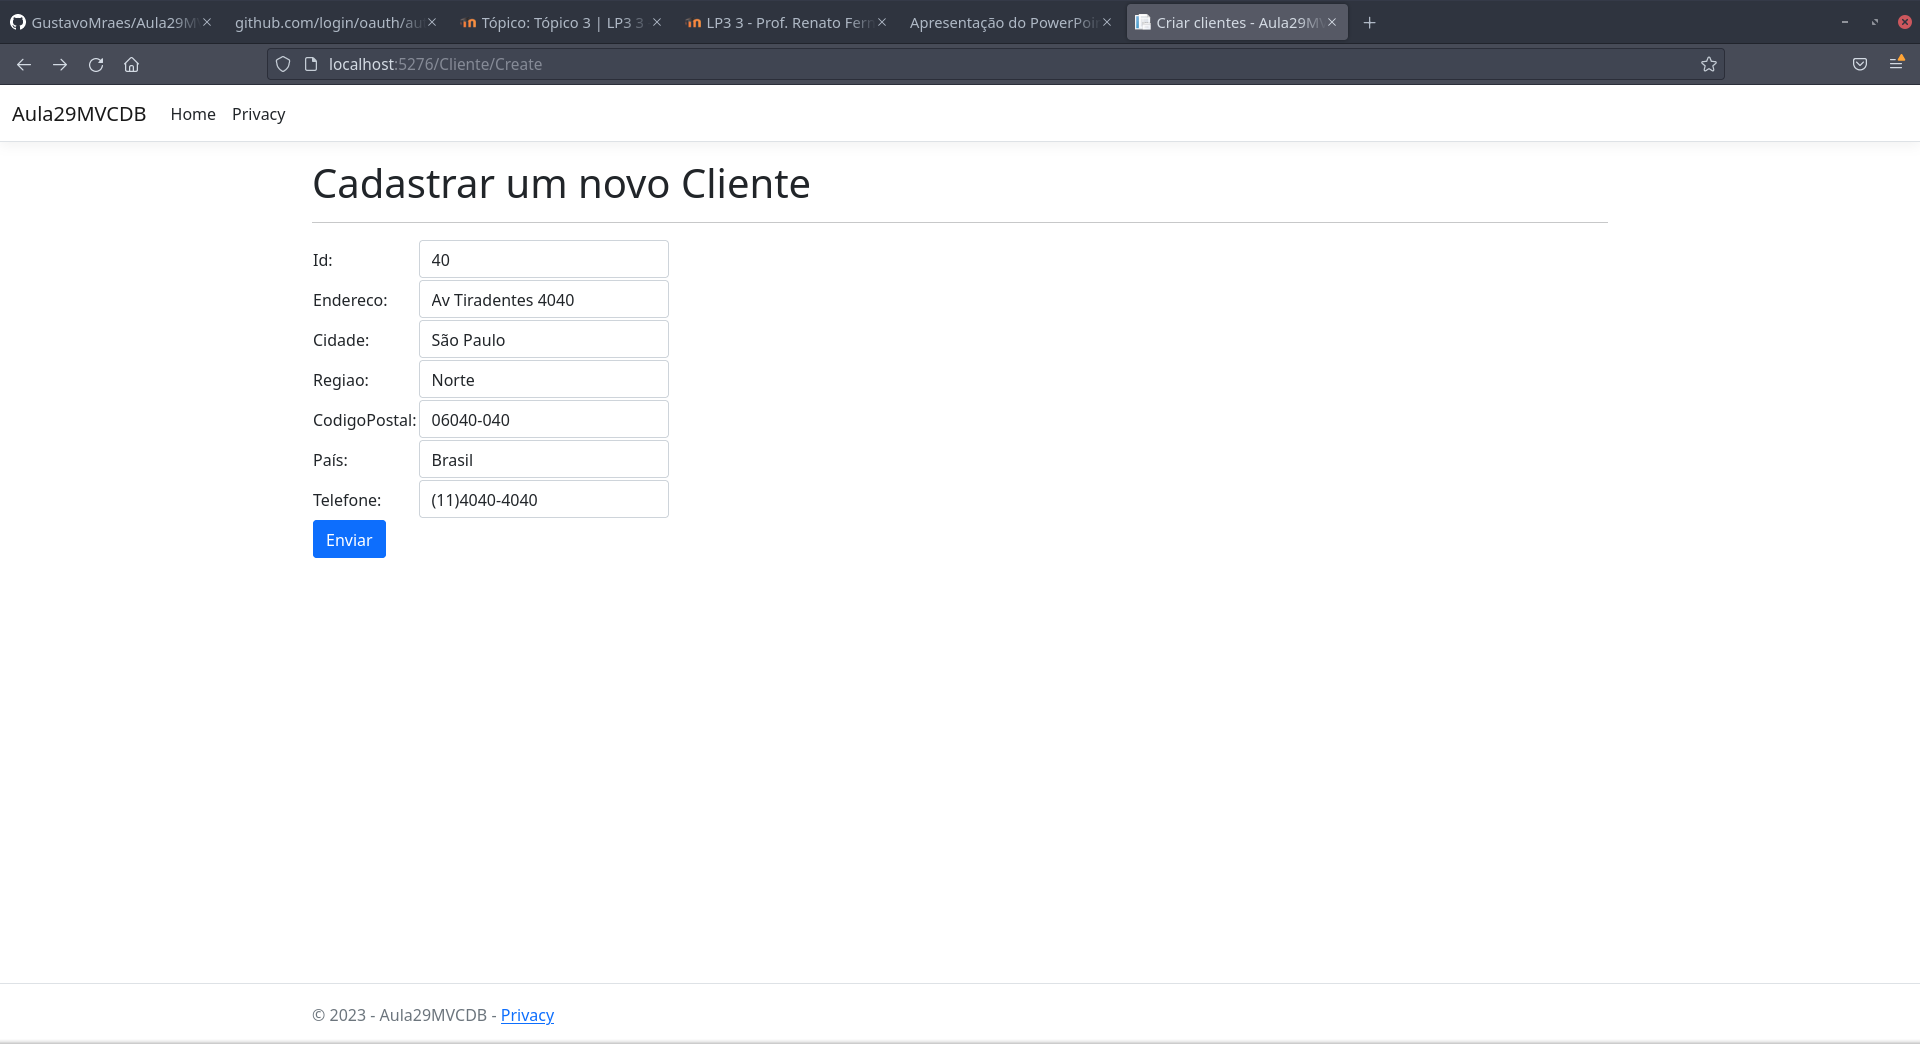 GustavoMraes/Aula29M
github.com/login/oauth/au
Tópico: Tópico 3 | LP3 3
LP3 3 - Prof. Renato Fern
Apresentação do PowerPoi
Criar clientes - Aula29MV
localhost:5276/Cliente/Create
Aula29MVCDB Home Privacy
Cadastrar um novo Cliente
Id: 40
Endereco: Av Tiradentes 4040
Cidade: São Paulo
Regiao: Norte
CodigoPostal: 06040-040
País: Brasil
Telefone: (11)4040-4040
Enviar
© 2023 - Aula29MVCDB - Privacy